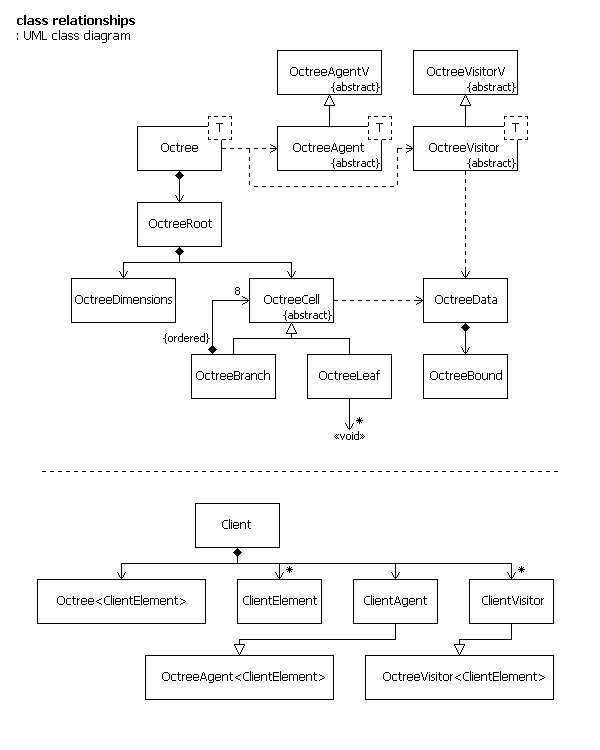 class relationships
: UML class diagram
OctreeAgentV
{abstract}
OctreeVisitorV
{abstract}
T
T
T
Octree
OctreeAgent
{abstract}
OctreeVisitor
{abstract}
OctreeRoot
OctreeDimensions
8
OctreeCell
{abstract}
OctreeData
{ordered}
OctreeBranch
OctreeLeaf
OctreeBound
*
«void»
Client
*
*
Octree<ClientElement>
ClientElement
ClientAgent
ClientVisitor
OctreeAgent<ClientElement>
OctreeVisitor<ClientElement>